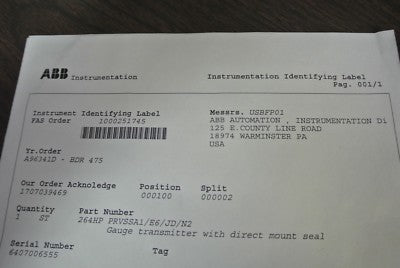 ABB Instrumentation
Instrumentation Identifying Label
Pag. 001/1
Instrument Identifying Label
FAS Order 1000251745
Messrs. USBFP01
ABB AUTOMATION , INSTRUMENTATION Di
125 E.COUNTY LINE ROAD
18974 WARMINSTER PA
USA
Yr.Order
A96341D - BDR 475
Our Order Acknoledge Position Split
1707039469 000100 000002
Quantity Part Number
1 ST 264HP PRVSSA1/E6/JD/N2
Gauge transmitter with direct mount seal
Serial Number Tag
6407006555